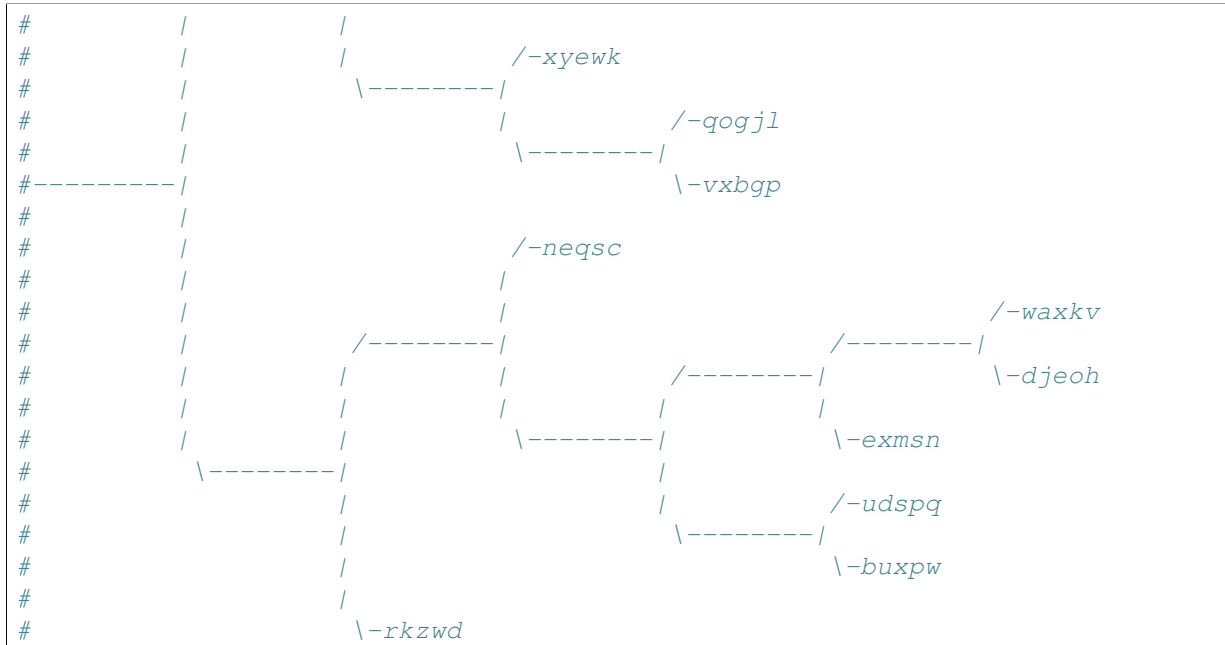 #         |         |
#         |         |          /-xyewk
#         |          \--------|
#         |                   |          /-qogjl
#         |                    \--------|
#---------|                              \-vxbgp
#         |
#         |                    /-neqsc
#         |                   |
#         |                   |                              /-waxkv
#         |          /--------|                    /--------|
#         |         |         |          /--------|          \-djeoh
#         |         |         |         |         |
#         |         |          \--------|          \-exmsn
#          \--------|                   |
#                   |                   |          /-udspq
#                   |                    \--------|
#                   |                              \-buxpw
#                   |
#                    \-rkzwd